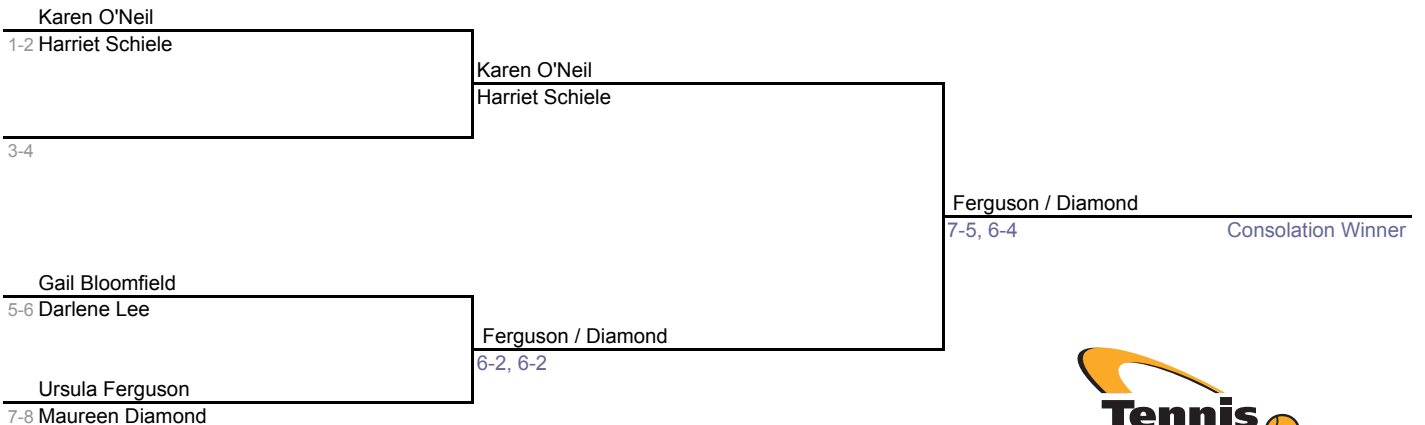 Karen O'Neil
1-2 Harriet Schiele
Karen O'Neil
Harriet Schiele
3-4
Ferguson / Diamond
7-5, 6-4 Consolation Winner
Gail Bloomfield
5-6 Darlene Lee
Ferguson / Diamond
6-2, 6-2
Ursula Ferguson
7-8 Maureen Diamond
Tennis